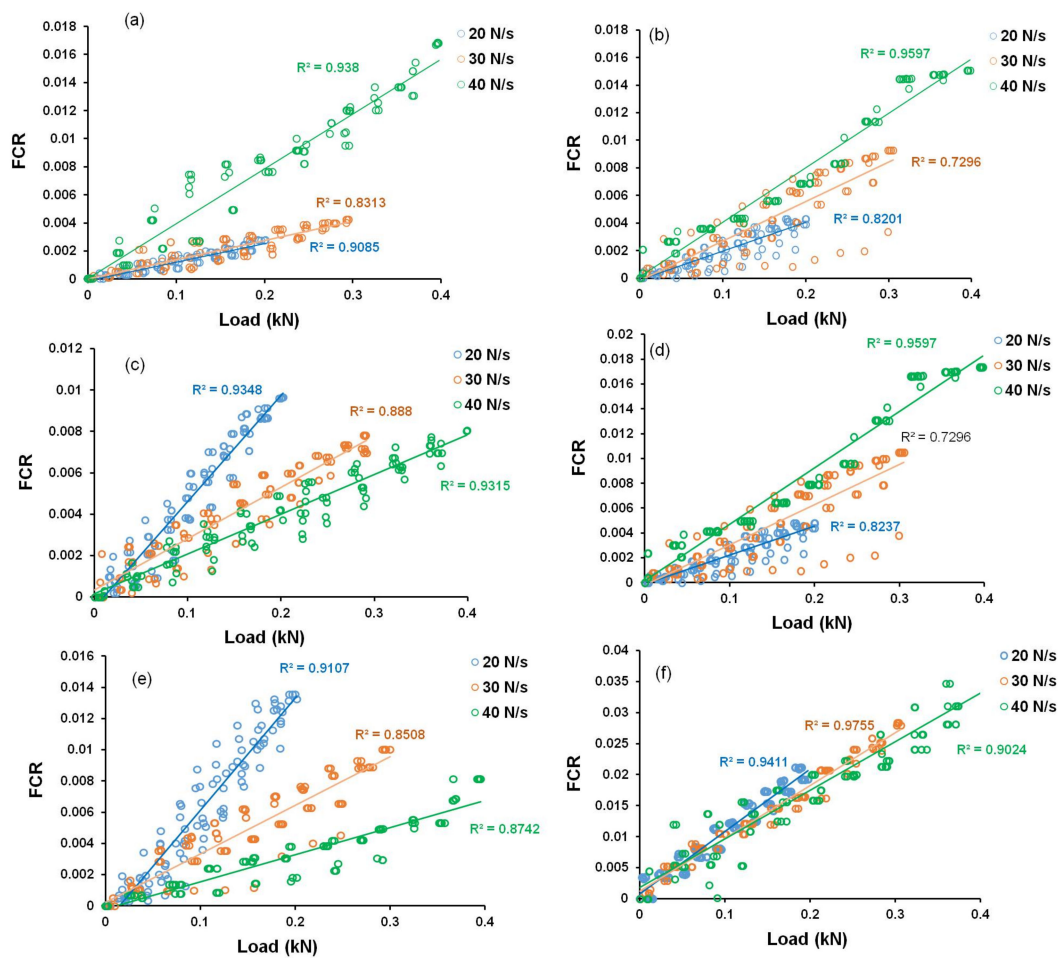 (a)
20 N/s
30 N/s
40 N/s
R² = 0.938
R² = 0.8313
R² = 0.9085
FCR
0.018
0.016
0.014
0.012
0.01
0.008
0.006
0.004
0.002
0
0 0.1 0.2 0.3 0.4
Load (kN)
(b)
20 N/s
30 N/s
40 N/s
R² = 0.9597
R² = 0.7296
R² = 0.8201
FCR
0.018
0.016
0.014
0.012
0.01
0.008
0.006
0.004
0.002
0
0 0.1 0.2 0.3 0.4
Load (kN)
(c)
20 N/s
30 N/s
40 N/s
R² = 0.9348
R² = 0.888
R² = 0.9315
FCR
0.012
0.01
0.008
0.006
0.004
0.002
0
0 0.1 0.2 0.3 0.4
Load (kN)
(d)
20 N/s
30 N/s
40 N/s
R² = 0.9597
R² = 0.7296
R² = 0.8237
FCR
0.02
0.018
0.016
0.014
0.012
0.01
0.008
0.006
0.004
0.002
0
0 0.1 0.2 0.3 0.4
Load (kN)
(e)
20 N/s
30 N/s
40 N/s
R² = 0.9107
R² = 0.8508
R² = 0.8742
FCR
0.016
0.014
0.012
0.01
0.008
0.006
0.004
0.002
0
0 0.1 0.2 0.3 0.4
Load (kN)
(f)
20 N/s
30 N/s
40 N/s
R² = 0.9755
R² = 0.9411
R² = 0.9024
FCR
0.04
0.035
0.03
0.025
0.02
0.015
0.01
0.005
0
0 0.1 0.2 0.3 0.4
Load (kN)